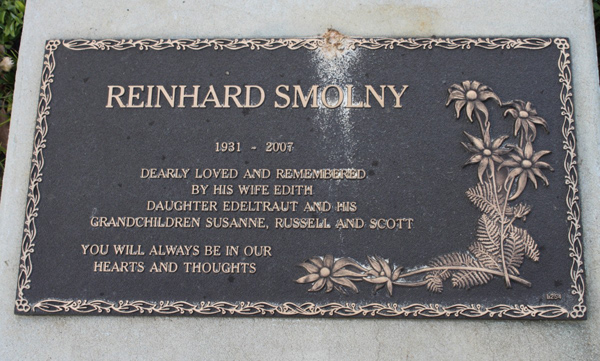 REINHARD SMOLNY
1931 - 2007
DEARLY LOVED AND REMEMBERED
BY HIS WIFE EDITH
DAUGHTER EDELTRAUT AND HIS
GRANDCHILDREN SUSANNE, RUSSELL AND SCOTT
YOU WILL ALWAYS BE IN OUR
HEARTS AND THOUGHTS